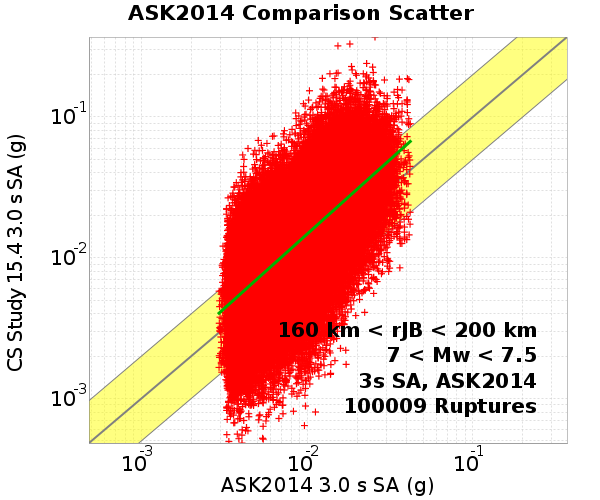 ASK2014 Comparison Scatter
CS Study 15.4 3.0 s SA (g)
10-1
10-2
10-3
160 km < rJB < 200 km
7 < Mw < 7.5
3s SA, ASK2014
100009 Ruptures
10-3 10-2 10-1
ASK2014 3.0 s SA (g)